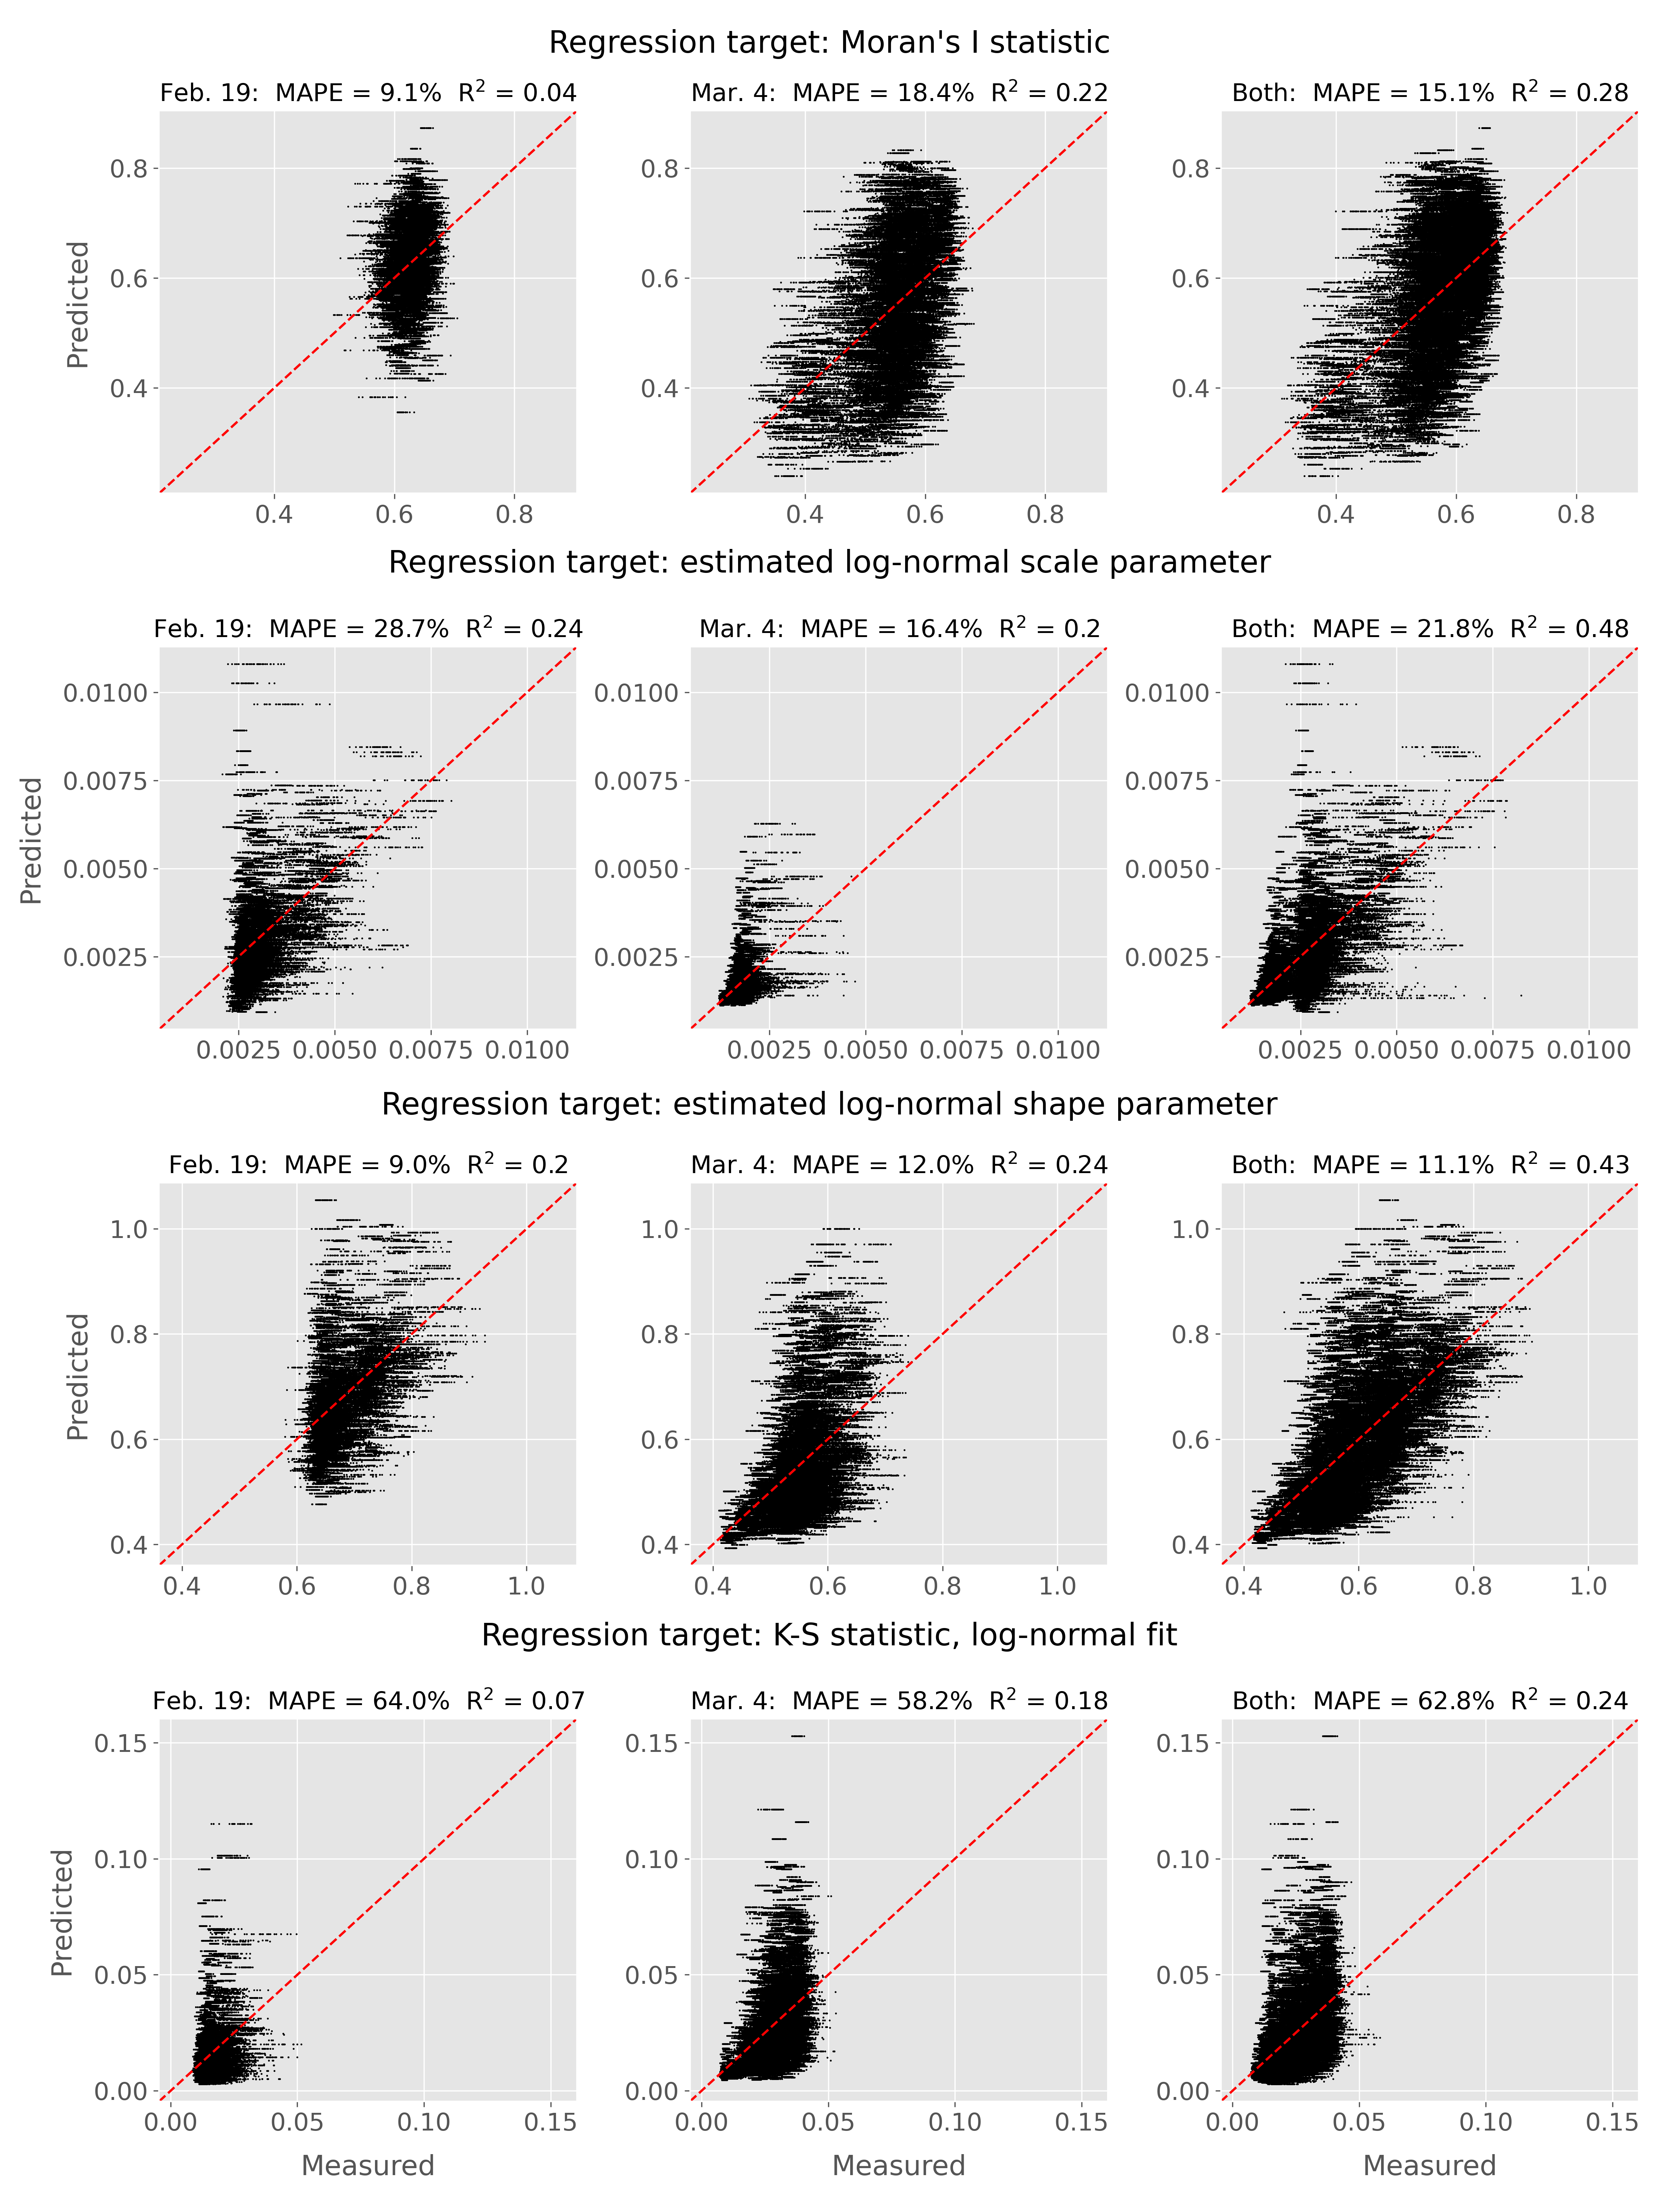 Regression target: Moran's I statistic
Feb. 19: MAPE = 9.1% R² = 0.04
Mar. 4: MAPE = 18.4% R² = 0.22
Both: MAPE = 15.1% R² = 0.28
Predicted
0.8
0.6
0.4
0.4 0.6 0.8
0.8
0.6
0.4
0.4 0.6 0.8
0.8
0.6
0.4
0.4 0.6 0.8
Regression target: estimated log-normal scale parameter
Feb. 19: MAPE = 28.7% R² = 0.24
Mar. 4: MAPE = 16.4% R² = 0.2
Both: MAPE = 21.8% R² = 0.48
Predicted
0.0100
0.0075
0.0050
0.0025
0.0025 0.0050 0.0075 0.0100
0.0100
0.0075
0.0050
0.0025
0.0025 0.0050 0.0075 0.0100
0.0100
0.0075
0.0050
0.0025
0.0025 0.0050 0.0075 0.0100
Regression target: estimated log-normal shape parameter
Feb. 19: MAPE = 9.0% R² = 0.2
Mar. 4: MAPE = 12.0% R² = 0.24
Both: MAPE = 11.1% R² = 0.43
Predicted
1.0
0.8
0.6
0.4
0.4 0.6 0.8 1.0
1.0
0.8
0.6
0.4
0.4 0.6 0.8 1.0
1.0
0.8
0.6
0.4
0.4 0.6 0.8 1.0
Regression target: K-S statistic, log-normal fit
Feb. 19: MAPE = 64.0% R² = 0.07
Mar. 4: MAPE = 58.2% R² = 0.18
Both: MAPE = 62.8% R² = 0.24
Predicted
0.15
0.10
0.05
0.00
0.00 0.05 0.10 0.15
Measured
0.15
0.10
0.05
0.00
0.00 0.05 0.10 0.15
Measured
0.15
0.10
0.05
0.00
0.00 0.05 0.10 0.15
Measured